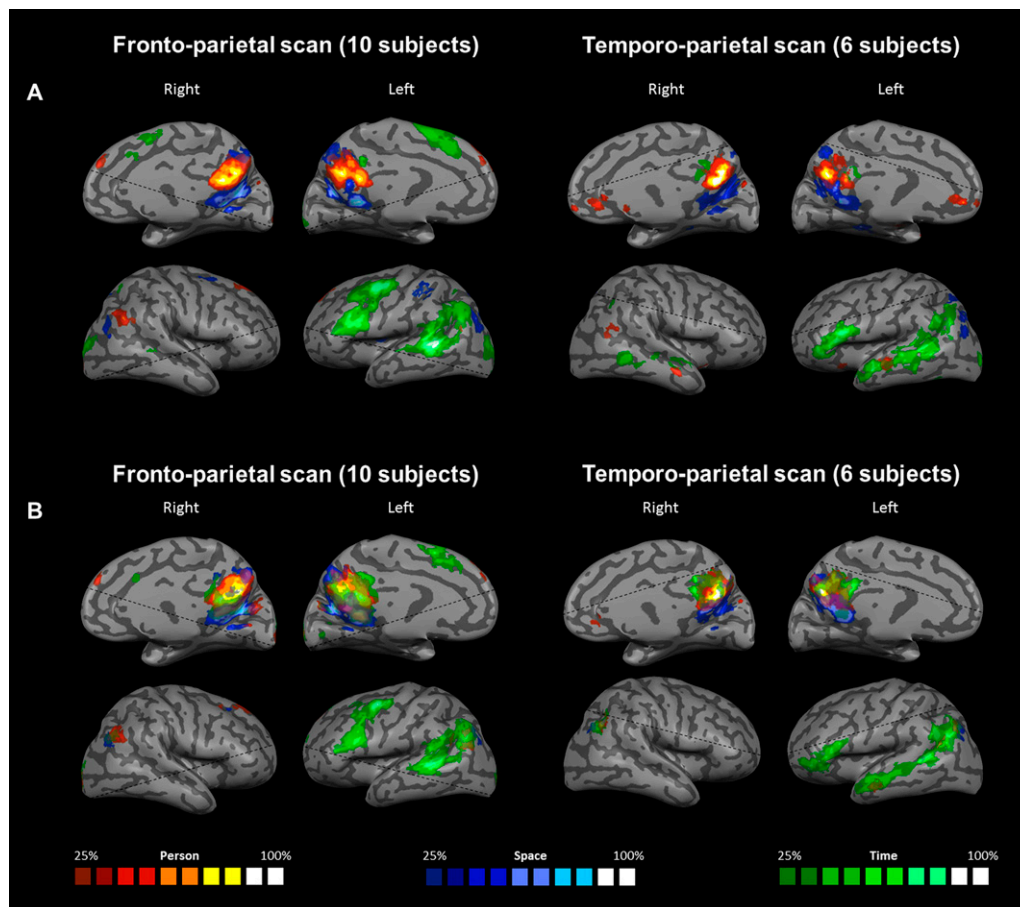 Fronto-parietal scan (10 subjects) Temporo-parietal scan (6 subjects)
A Right Left Right Left
Fronto-parietal scan (10 subjects) Temporo-parietal scan (6 subjects)
B Right Left Right Left
25% Person 100% 25% Space 100% 25% Time 100%